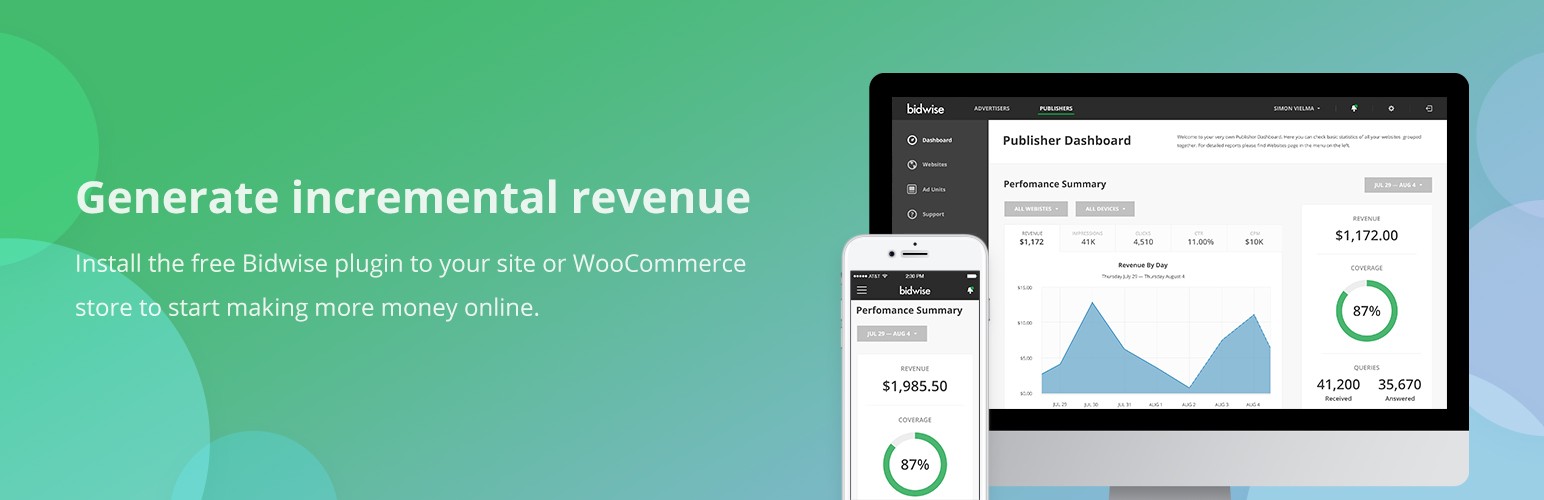 Generate incremental revenue
Install the free Bidwise plugin to your site or WooCommerce
store to start making more money online.
bidwise
ADVERTISERS
PUBLISHERS
SIMON VIELMA
Dashboard
Websites
Ad Units
Support
Publisher Dashboard
Welcome to your very own Publisher Dashboard. Here you can check basic statistics of all your websites grouped
together. For detailed reports please find Websites page in the menu on the left.
Perfomance Summary
JUL 29 — AUG 4
ALL WEBSITES
ALL DEVICES
REVENUE
$1,172
IMPRESSIONS
41K
CLICKS
4,510
CTR
11.00%
CPM
$10K
Revenue By Day
Thursday July 29 — Thursday August 4
$15.00
$10.00
$5.00
$0.00
JUL 29
JUL 30
JUL 31
AUG 1
AUG 2
AUG 3
AUG 4
REVENUE
$1,172.00
COVERAGE
87%
QUERIES
41,200
35,670
Received
Answered
AT&T
2:30 PM
bidwise
Perfomance Summary
JUL 29 — AUG 4
REVENUE
$1,985.50
COVERAGE
87%